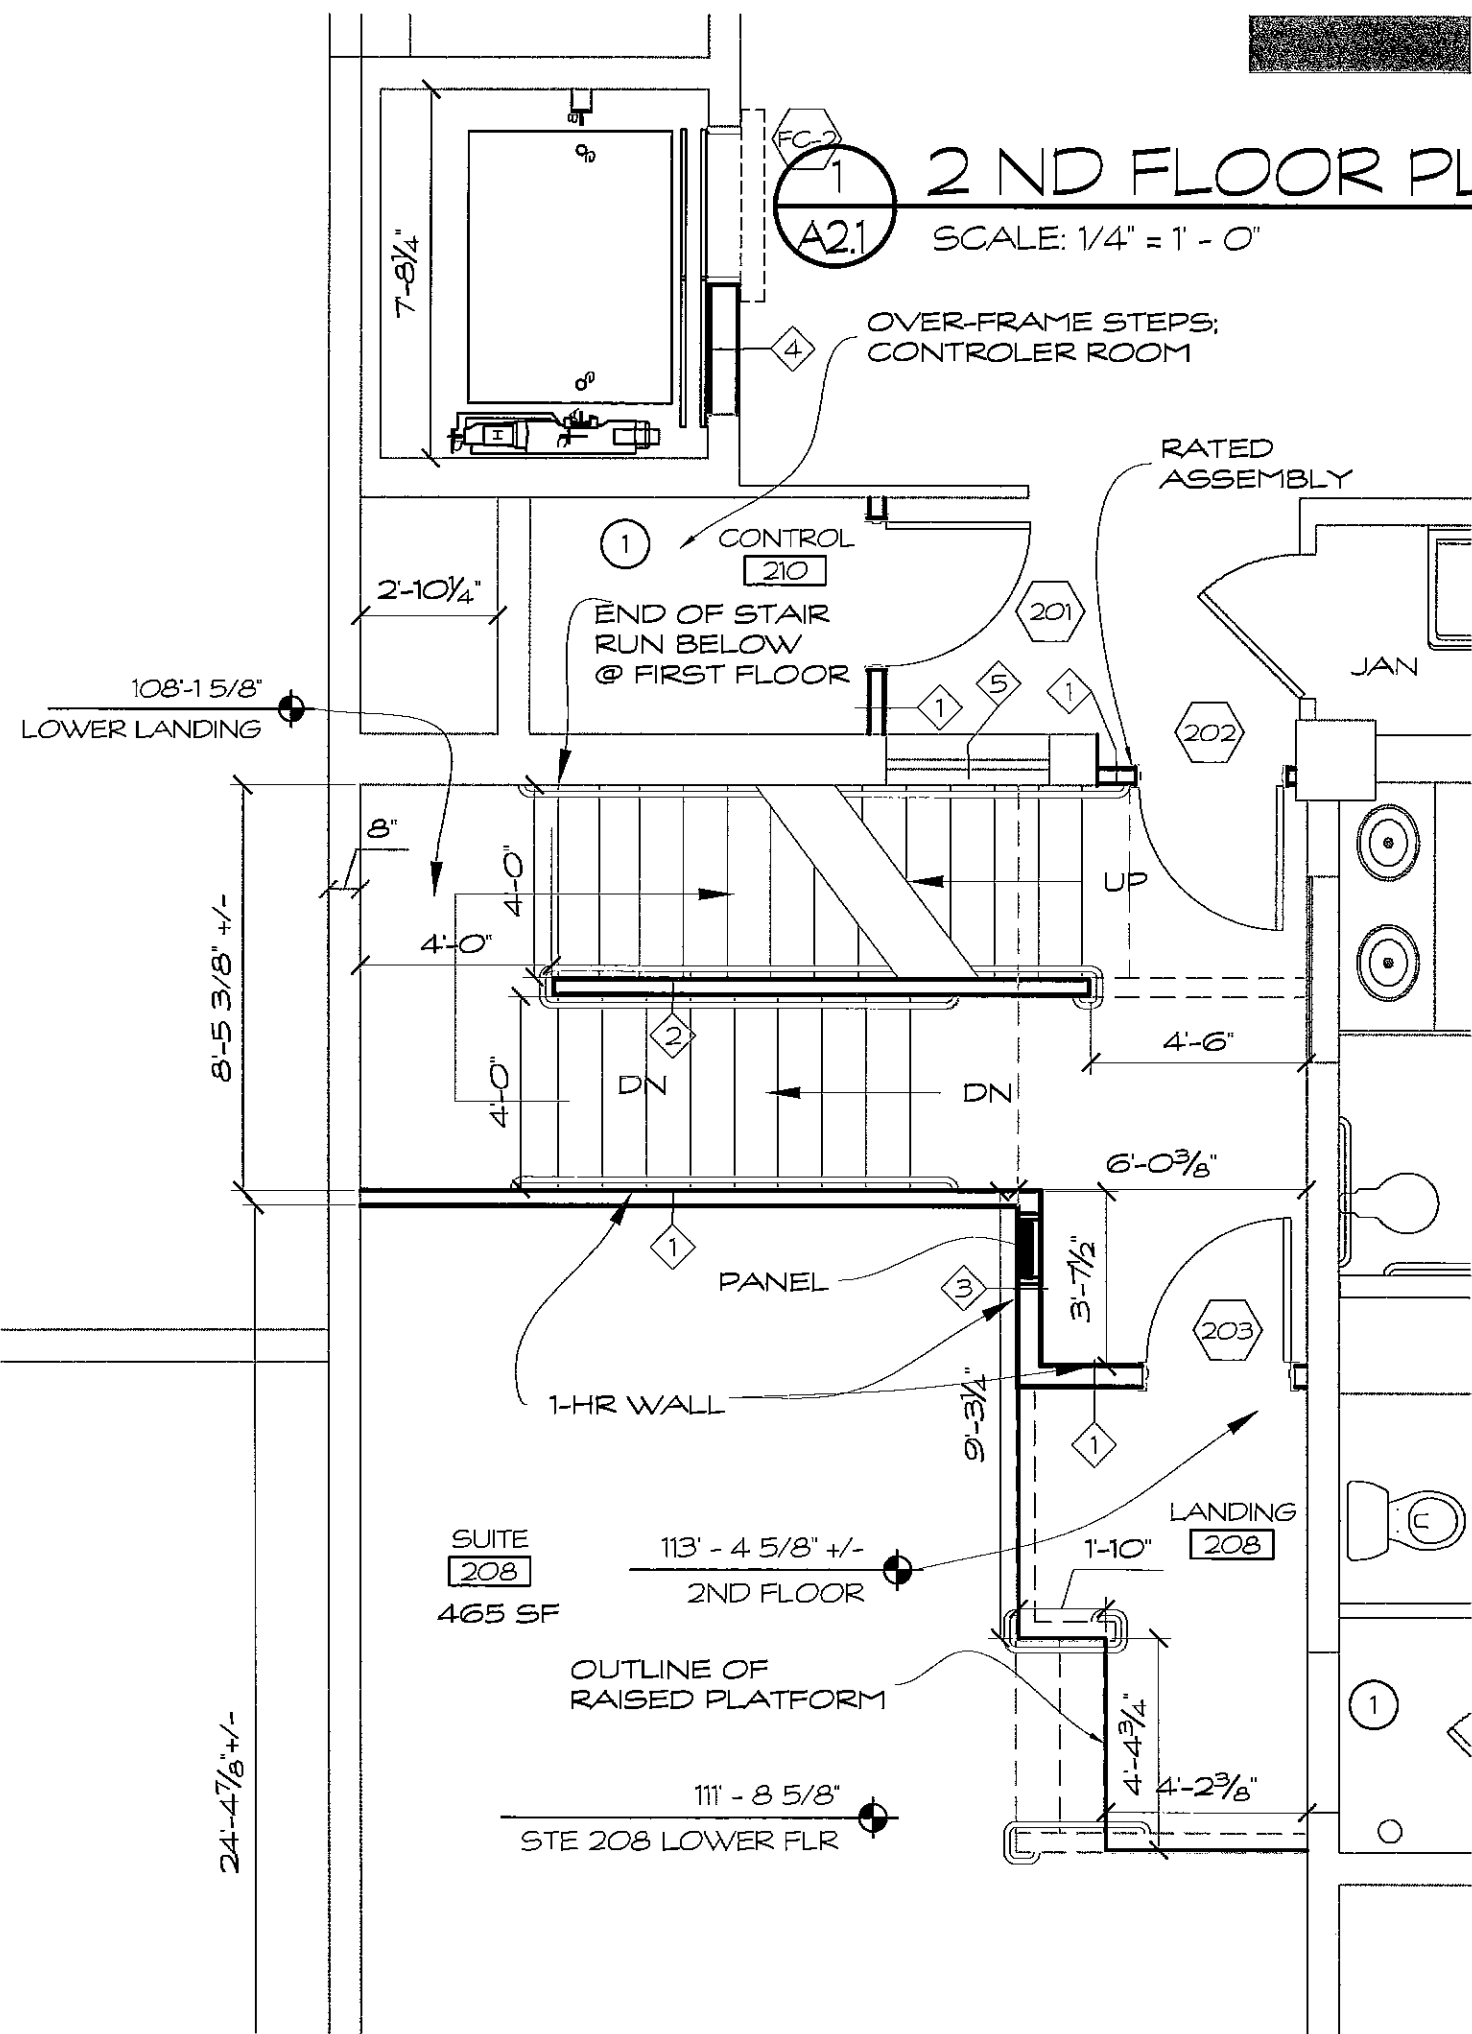 FC-2
1
A2.1
2 ND FLOOR PL
SCALE: 1/4" = 1' - 0"
7'-8¼"
4
OVER-FRAME STEPS;
CONTROLER ROOM
RATED
ASSEMBLY
1
CONTROL
210
2'-10¼"
END OF STAIR
RUN BELOW
@ FIRST FLOOR
201
JAN
108'-1 5/8"
LOWER LANDING
1
5
1
202
8"
4'-0"
UP
4'-0"
8'-5 3/8" +/-
2
4'-6"
4'-0"
DN
DN
6'-0⅜"
1
PANEL
3
3'-7½"
203
1-HR WALL
9'-3¼"
1
SUITE
208
465 SF
113' - 4 5/8" +/-
2ND FLOOR
LANDING
208
1'-10"
OUTLINE OF
RAISED PLATFORM
1
4'-4¾"
4'-2⅜"
111' - 8 5/8"
STE 208 LOWER FLR
24'-4⅞"+/-